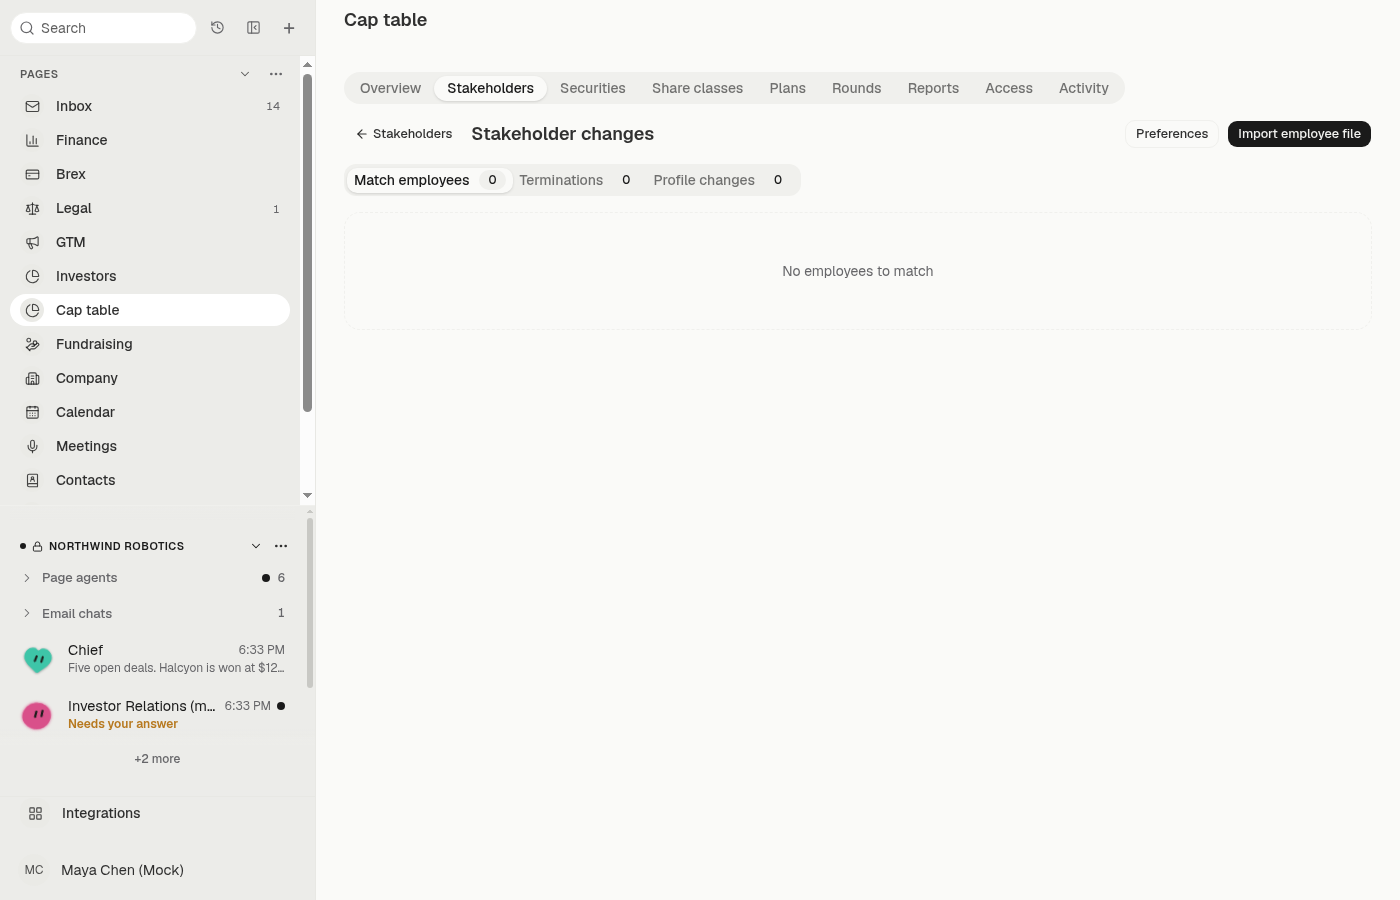 Search
PAGES
Inbox 14
Finance
Brex
Legal 1
GTM
Investors
Cap table
Fundraising
Company
Calendar
Meetings
Contacts
NORTHWIND ROBOTICS
Page agents 6
Email chats 1
Chief 6:33 PM
Five open deals. Halcyon is won at $12...
Investor Relations (m... 6:33 PM
Needs your answer
+2 more
Integrations
MC Maya Chen (Mock)
Cap table
Overview Stakeholders Securities Share classes Plans Rounds Reports Access Activity
Stakeholders Stakeholder changes Preferences Import employee file
Match employees 0 Terminations 0 Profile changes 0
No employees to match